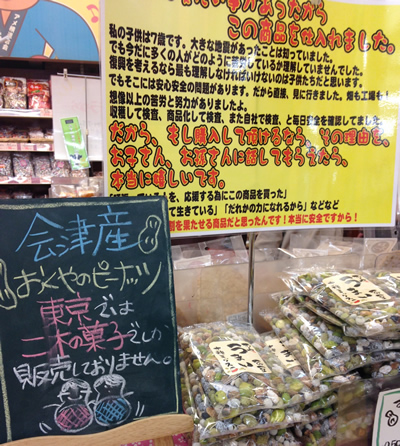 この商品を仕入れました。
私の子供は7歳です。大きな地震があったことは知っていました。
でも今だに多くの人がどのように苦労しているか理解していませんでした。
復興を考えるなら最も理解しなければいけないのは子供たちだと思います。
でもそこには安心安全の問題があります。だから直接、見に行きました。畑も工場も!
想像以上の苦労と努力がありましたよ。
収穫して検査、商品化して検査、また自社で検査、と毎日安全を確認してました。
だから、もし購入して頂けるなら、その理由を、
お子さん、お孫さんに話してもらえたら、
本当に嬉しいです。
を、応援する為にこの商品を買った」
て生きている」「だれかの力になれるから」などなど
割を果たせる商品だと思ったんです!本当に安全ですから!
会津産
おくやのピーナッツ
東京では
二木の菓子でしか
販売しておりません。